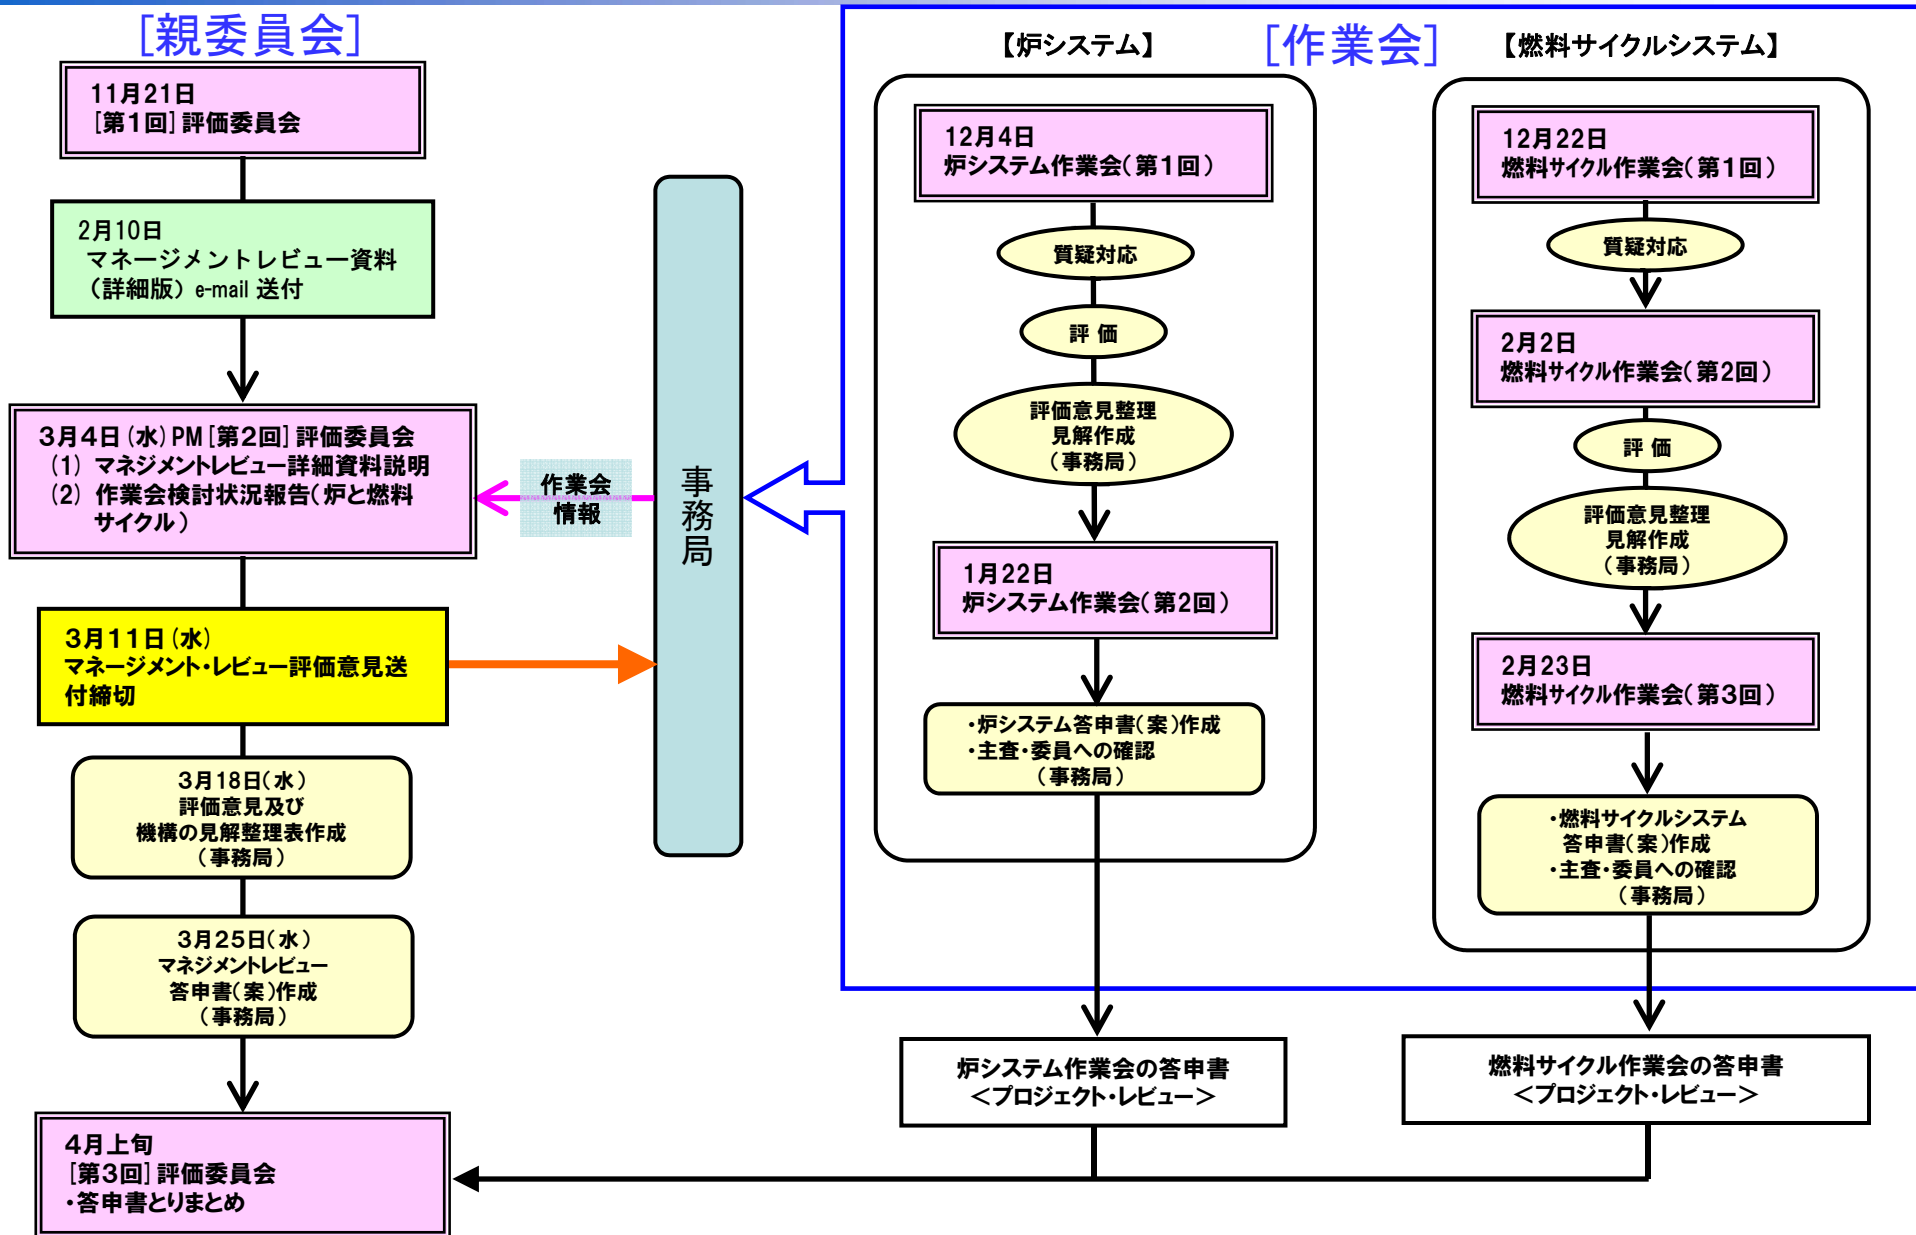 [親委員会]
11月21日
[第1回]評価委員会
2月10日
マネージメントレビュー資料
（詳細版）e-mail 送付
3月4日(水)PM[第2回]評価委員会
(1) マネジメントレビュー詳細資料説明
(2) 作業会検討状況報告(炉と燃料
サイクル)
3月11日(水)
マネージメント・レビュー評価意見送
付締切
3月18日(水)
評価意見及び
機構の見解整理表作成
(事務局)
3月25日(水)
マネジメントレビュー
答申書(案)作成
(事務局)
4月上旬
[第3回]評価委員会
・答申書とりまとめ
作業会
情報
事務局
[作業会]
【炉システム】
12月4日
炉システム作業会(第1回)
質疑対応
評 価
評価意見整理
見解作成
(事務局)
1月22日
炉システム作業会(第2回)
・炉システム答申書(案)作成
・主査・委員への確認
(事務局)
炉システム作業会の答申書
＜プロジェクト・レビュー＞
【燃料サイクルシステム】
12月22日
燃料サイクル作業会(第1回)
質疑対応
2月2日
燃料サイクル作業会(第2回)
評 価
評価意見整理
見解作成
(事務局)
2月23日
燃料サイクル作業会(第3回)
・燃料サイクルシステム
答申書(案)作成
・主査・委員への確認
(事務局)
燃料サイクル作業会の答申書
＜プロジェクト・レビュー＞